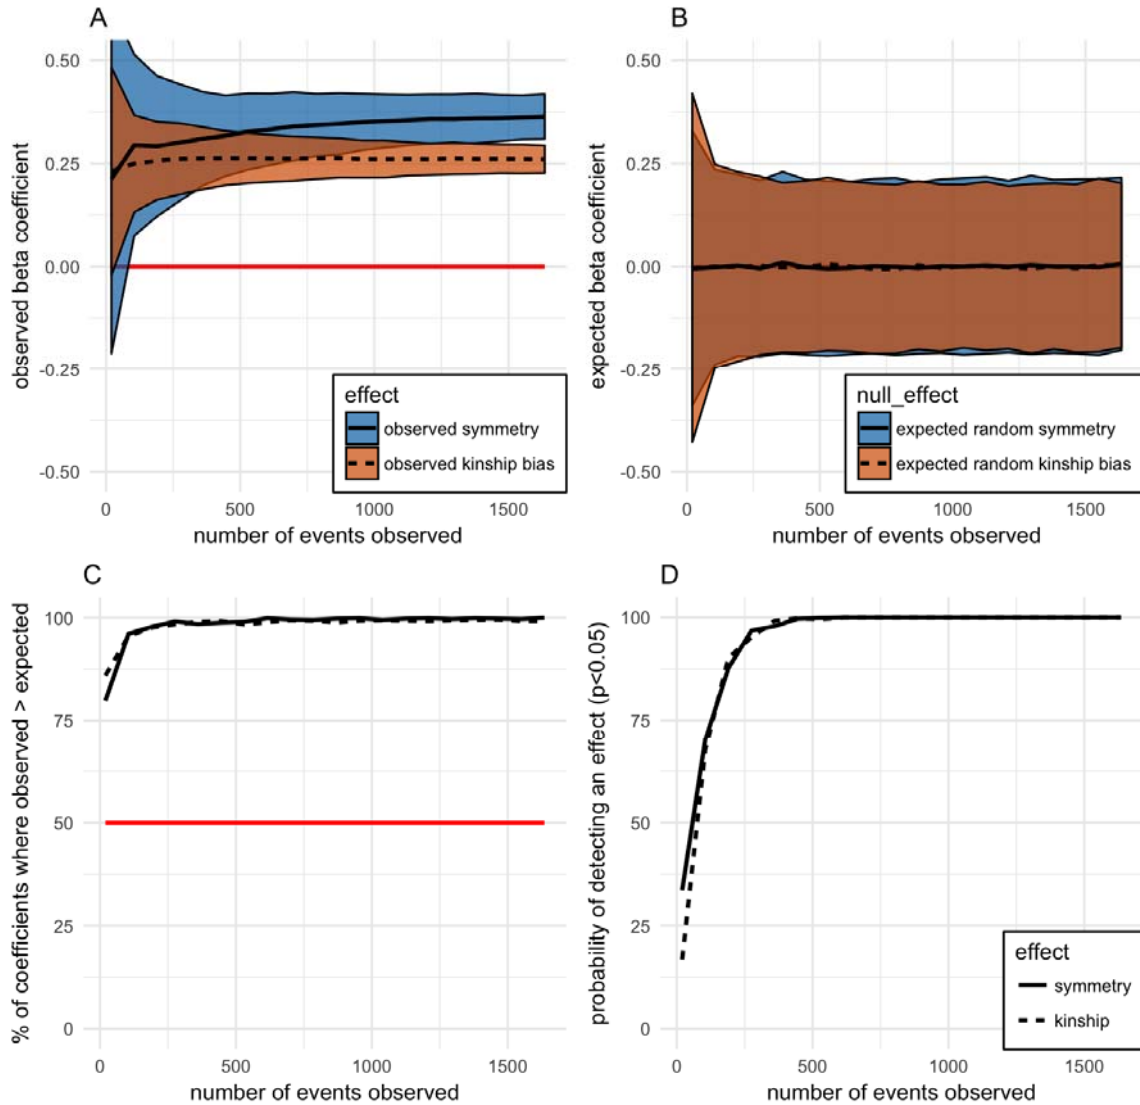 A
observed beta coefficient
0.50
0.25
0.00
-0.25
-0.50
effect
observed symmetry
observed kinship bias
0
500
1000
1500
number of events observed
B
expected beta coefficient
0.50
0.25
0.00
-0.25
-0.50
null_effect
expected random symmetry
expected random kinship bias
0
500
1000
1500
number of events observed
C
% of coefficients where observed > expected
100
75
50
25
0
0
500
1000
1500
number of events observed
D
probability of detecting an effect (p<0.05)
100
75
50
25
0
effect
symmetry
kinship
0
500
1000
1500
number of events observed